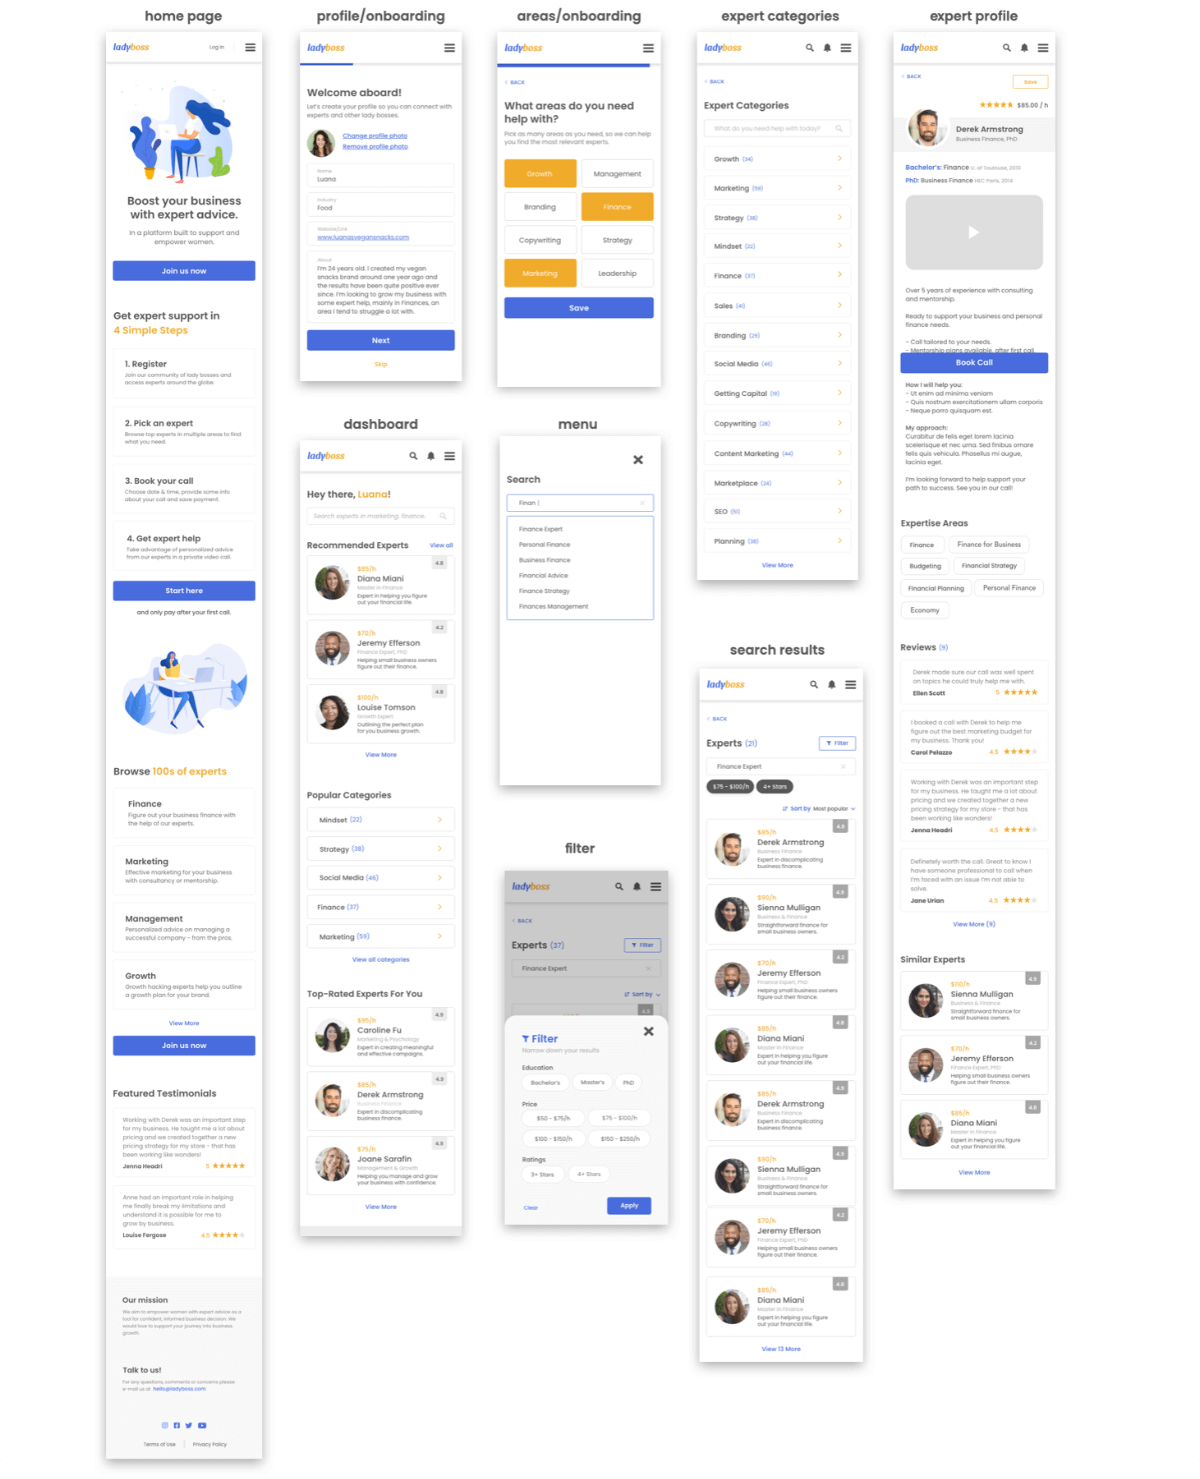 home page
ladyboss
Log in
Boost your business
with expert advice.
In a platform built to support and
empower women.
Join us now
Get expert support in
4 Simple Steps
1. Register
Join our community of lady bosses and
access experts around the globe.
2. Pick an expert
Browse top experts in multiple areas to find
what you need.
3. Book your call
Choose date & time, provide some info
about your call and save payment.
4. Get expert help
Take advantage of personalized advice
from our experts in a private video call.
Start here
and only pay after your first call.
Browse 100s of experts
Finance
Figure out your business finance with
the help of our experts.
Marketing
Effective marketing for your business
with consultancy or mentorship.
Management
Personalized advice on managing a
successful company - from the pros.
Growth
Growth hacking experts help you outline
a growth plan for your brand.
View More
Join us now
Featured Testimonials
Working with Derek was an important step
for my business. He taught me a lot about
pricing and we created together a new
pricing strategy for my store - that has
been working like wonders!
Jenna Headri 5
Anne had an important role in helping
me finally break my limitations and
understand it is possible for me to
grow by business.
Louise Fergose 4.5
Our mission
We aim to empower women with expert advice as a
tool for confident, informed business decision. We
would love to support your journey into business
growth.
Talk to us!
For any questions, comments or concerns please
e-mail us at: hello@ladyboss.com
Terms of Use | Privacy Policy
profile/onboarding
ladyboss
Welcome aboard!
Let's create your profile so you can connect with
experts and other lady bosses.
Change profile photo
Remove profile photo
Name
Luana
Industry
Food
Website/Link
www.luanasvegansnacks.com
About
I'm 24 years old. I created my vegan
snacks brand around one year ago and
the results have been quite positive ever
since. I'm looking to grow my business with
some expert help, mainly in Finances, an
area I tend to struggle a lot with.
Next
Skip
areas/onboarding
ladyboss
< BACK
What areas do you need
help with?
Pick as many areas as you need, so we can help
you find the most relevant experts.
Growth Management
Branding Finance
Copywriting Strategy
Marketing Leadership
Save
dashboard
ladyboss
Hey there, Luana!
Search experts in marketing, finance.
Recommended Experts View all
$85/h 4.8
Diana Miani
Master in Finance
Expert in helping you figure
out your financial life.
$70/h 4.2
Jeremy Efferson
Finance Expert, PhD
Helping small business owners
figure out their finance.
$100/h 4.8
Louise Tomson
Growth Expert
Outlining the perfect plan
for you business growth.
View More
Popular Categories
Mindset (22)
Strategy (38)
Social Media (46)
Finance (37)
Marketing (59)
View all categories
Top-Rated Experts For You
$95/h 4.9
Caroline Fu
Marketing & Psychology
Expert in creating meaningful
and effective campaigns.
4.9
Derek Armstrong
Business Finance
Expert in discomplicating
business finance.
$75/h 4.9
Joane Sarafin
Management & Growth
Helping you manage and grow
your business with confidence.
View More
menu
Search
Finan |
Finance Expert
Personal Finance
Business Finance
Financial Advice
Finance Strategy
Finances Management
filter
ladyboss
< BACK
Experts (37) Filter
Finance Expert
Sort by
Filter
Narrow down your results
Education
Bachelor's Master's PhD
Price
$50 - $75/h $75 - $100/h
$100 - $150/h $150 - $250/h
Ratings
3+ Stars 4+ Stars
Clear Apply
expert categories
ladyboss
< BACK
Expert Categories
What do you need help with today?
Growth (34)
Marketing (59)
Strategy (38)
Mindset (22)
Finance (37)
Sales (41)
Branding (29)
Social Media (46)
Getting Capital (19)
Copywriting (28)
Content Marketing (44)
Marketplace (24)
SEO (51)
Planning (38)
View More
search results
ladyboss
< BACK
Experts (21) Filter
Finance Expert
$75 - $100/h 4+ Stars
Sort by Most popular
$85/h 4.9
Derek Armstrong
Business Finance
Expert in discomplicating
business finance.
$90/h 4.9
Sienna Mulligan
Business & Finance
Straightforward finance for
small business owners.
$70/h 4.2
Jeremy Efferson
Finance Expert, PhD
Helping small business owners
figure out their finance.
$85/h 4.8
Diana Miani
Master in Finance
Expert in helping you figure
out your financial life.
$85/h 4.9
Derek Armstrong
Business Finance
Expert in discomplicating
business finance.
$90/h 4.9
Sienna Mulligan
Business & Finance
Straightforward finance for
small business owners.
$70/h 4.2
Jeremy Efferson
Finance Expert, PhD
Helping small business owners
figure out their finance.
$85/h 4.8
Diana Miani
Master in Finance
Expert in helping you figure
out your financial life.
View 13 More
expert profile
ladyboss
< BACK
Save
$85.00 / h
Derek Armstrong
Business Finance, PhD
Bachelor's: Finance U. of Toulouse, 2010
PhD: Business Finance HEC Paris, 2014
Over 5 years of experience with consulting
and mentorship.
Ready to support your business and personal
finance needs.
- Call tailored to your needs.
- Mentorship plans available, after first call.
Book Call
How I will help you:
- Ut enim ad minima veniam
- Quis nostrum exercitationem ullam corporis
- Neque porro quisquam est.
My approach:
Curabitur de felis eget lorem lacinia
scelerisque et nec urna. Sed finibus ornare
felis quis vehicula. Phasellus mi augue,
lacinia eget.
I'm looking forward to help support your
path to success. See you in our call!
Expertise Areas
Finance Finance for Business
Budgeting Financial Strategy
Financial Planning Personal Finance
Economy
Reviews (9)
Derek made sure our call was well spent
on topics he could truly help me with.
Ellen Scott 5
I booked a call with Derek to help me
figure out the best marketing budget for
my business. Thank you!
Carol Pelazzo 4.5
Working with Derek was an important step
for my business. He taught me a lot about
pricing and we created together a new
pricing strategy for my store - that has
been working like wonders!
Jenna Headri 4.5
Definetely worth the call. Great to know I
have someone professional to call when
I'm faced with an issue I'm not able to
solve.
Jane Urian 4.5
View More (9)
Similar Experts
$110/h 4.9
Sienna Mulligan
Business & Finance
Straightforward finance for
small business owners.
$70/h 4.2
Jeremy Efferson
Finance Expert, PhD
Helping small business owners
figure out their finance.
$85/h 4.8
Diana Miani
Master in Finance
Expert in helping you figure
out your financial life.
View More